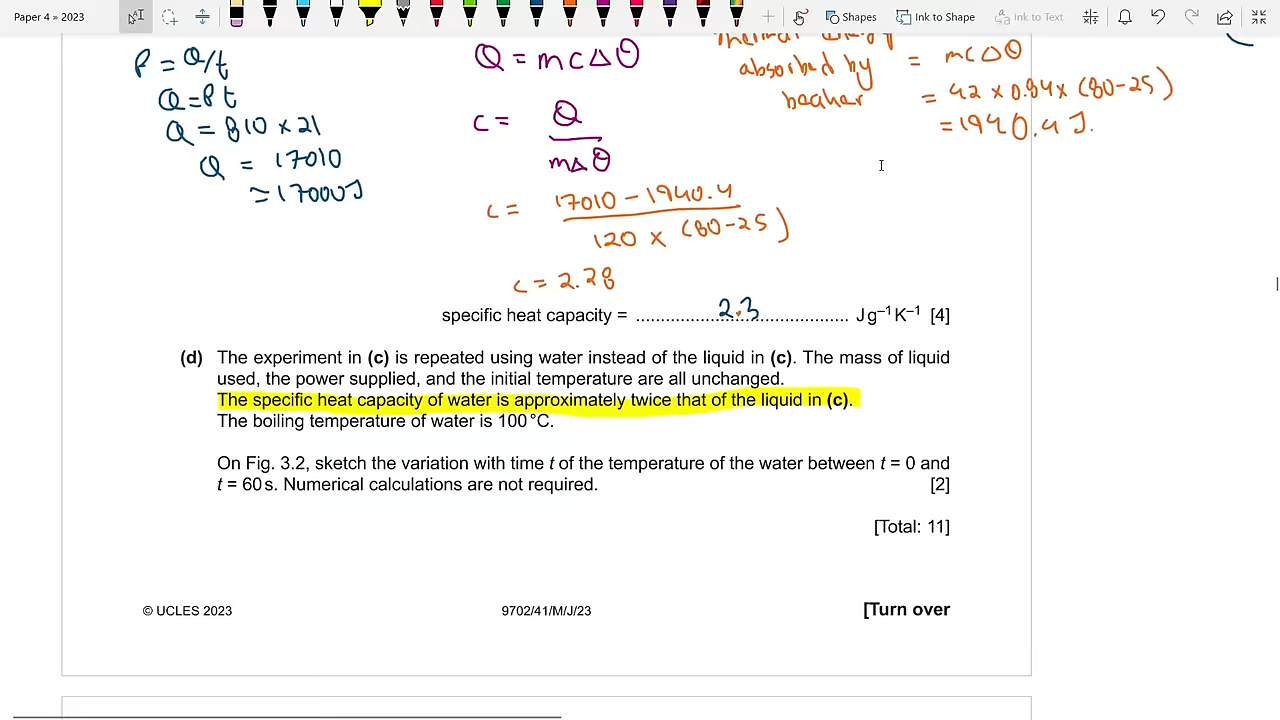 Paper 4 » 2023
Shapes
Ink to Shape
Ink to Text
P = Q/t
Q = Pt
Q = 810 × 21
Q = 17010
≈ 17000J
Q = mcΔθ
c = Q / mΔθ
Thermal energy absorbed by beaker = mcΔθ
= 42 × 0.84 × (80-25)
= 1940.4 J.
c = 17010 - 1940.4 / 120 × (80-25)
c = 2.28
specific heat capacity = ........ 2.3 ........ J g⁻¹ K⁻¹ [4]
(d) The experiment in (c) is repeated using water instead of the liquid in (c). The mass of liquid
used, the power supplied, and the initial temperature are all unchanged.
The specific heat capacity of water is approximately twice that of the liquid in (c).
The boiling temperature of water is 100 °C.
On Fig. 3.2, sketch the variation with time t of the temperature of the water between t = 0 and
t = 60 s. Numerical calculations are not required. [2]
[Total: 11]
© UCLES 2023
9702/41/M/J/23
[Turn over